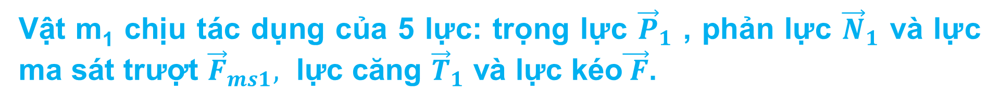 Vật m₁ chịu tác dụng của 5 lực: trọng lực $\overrightarrow{P}_1$ , phản lực $\overrightarrow{N}_1$ và lực
ma sát trượt $\overrightarrow{F}_{ms1}$, lực căng $\overrightarrow{T}_1$ và lực kéo $\overrightarrow{F}$.